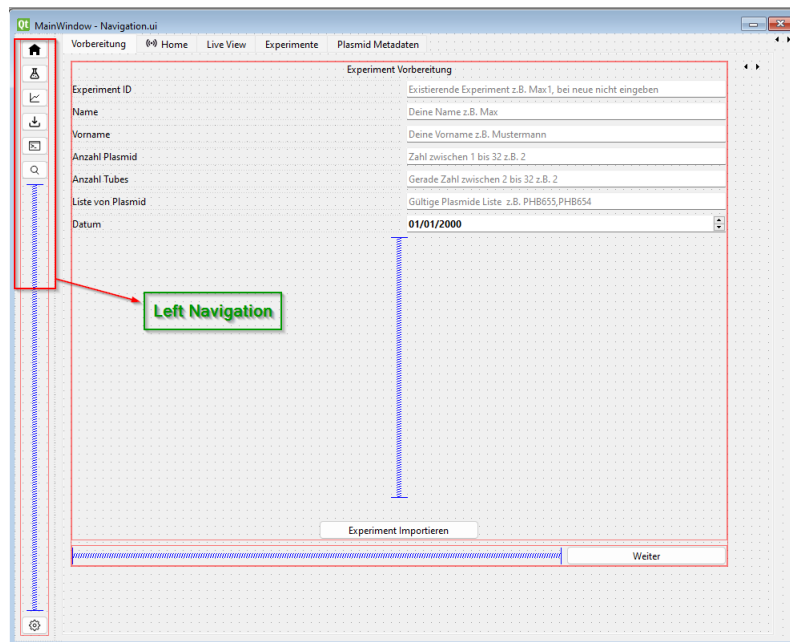 Qt MainWindow - Navigation.ui
Vorbereitung Home Live View Experimente Plasmid Metadaten
Experiment Vorbereitung
Experiment ID Existierende Experiment z.B. Max1, bei neue nicht eingeben
Name Deine Name z.B. Max
Vorname Deine Vorname z.B. Mustermann
Anzahl Plasmid Zahl zwischen 1 bis 32 z.B. 2
Anzahl Tubes Gerade Zahl zwischen 2 bis 32 z.B. 2
Liste von Plasmid Gültige Plasmide Liste z.B. PHB655,PHB654
Datum 01/01/2000
Left Navigation
Experiment Importieren
Weiter